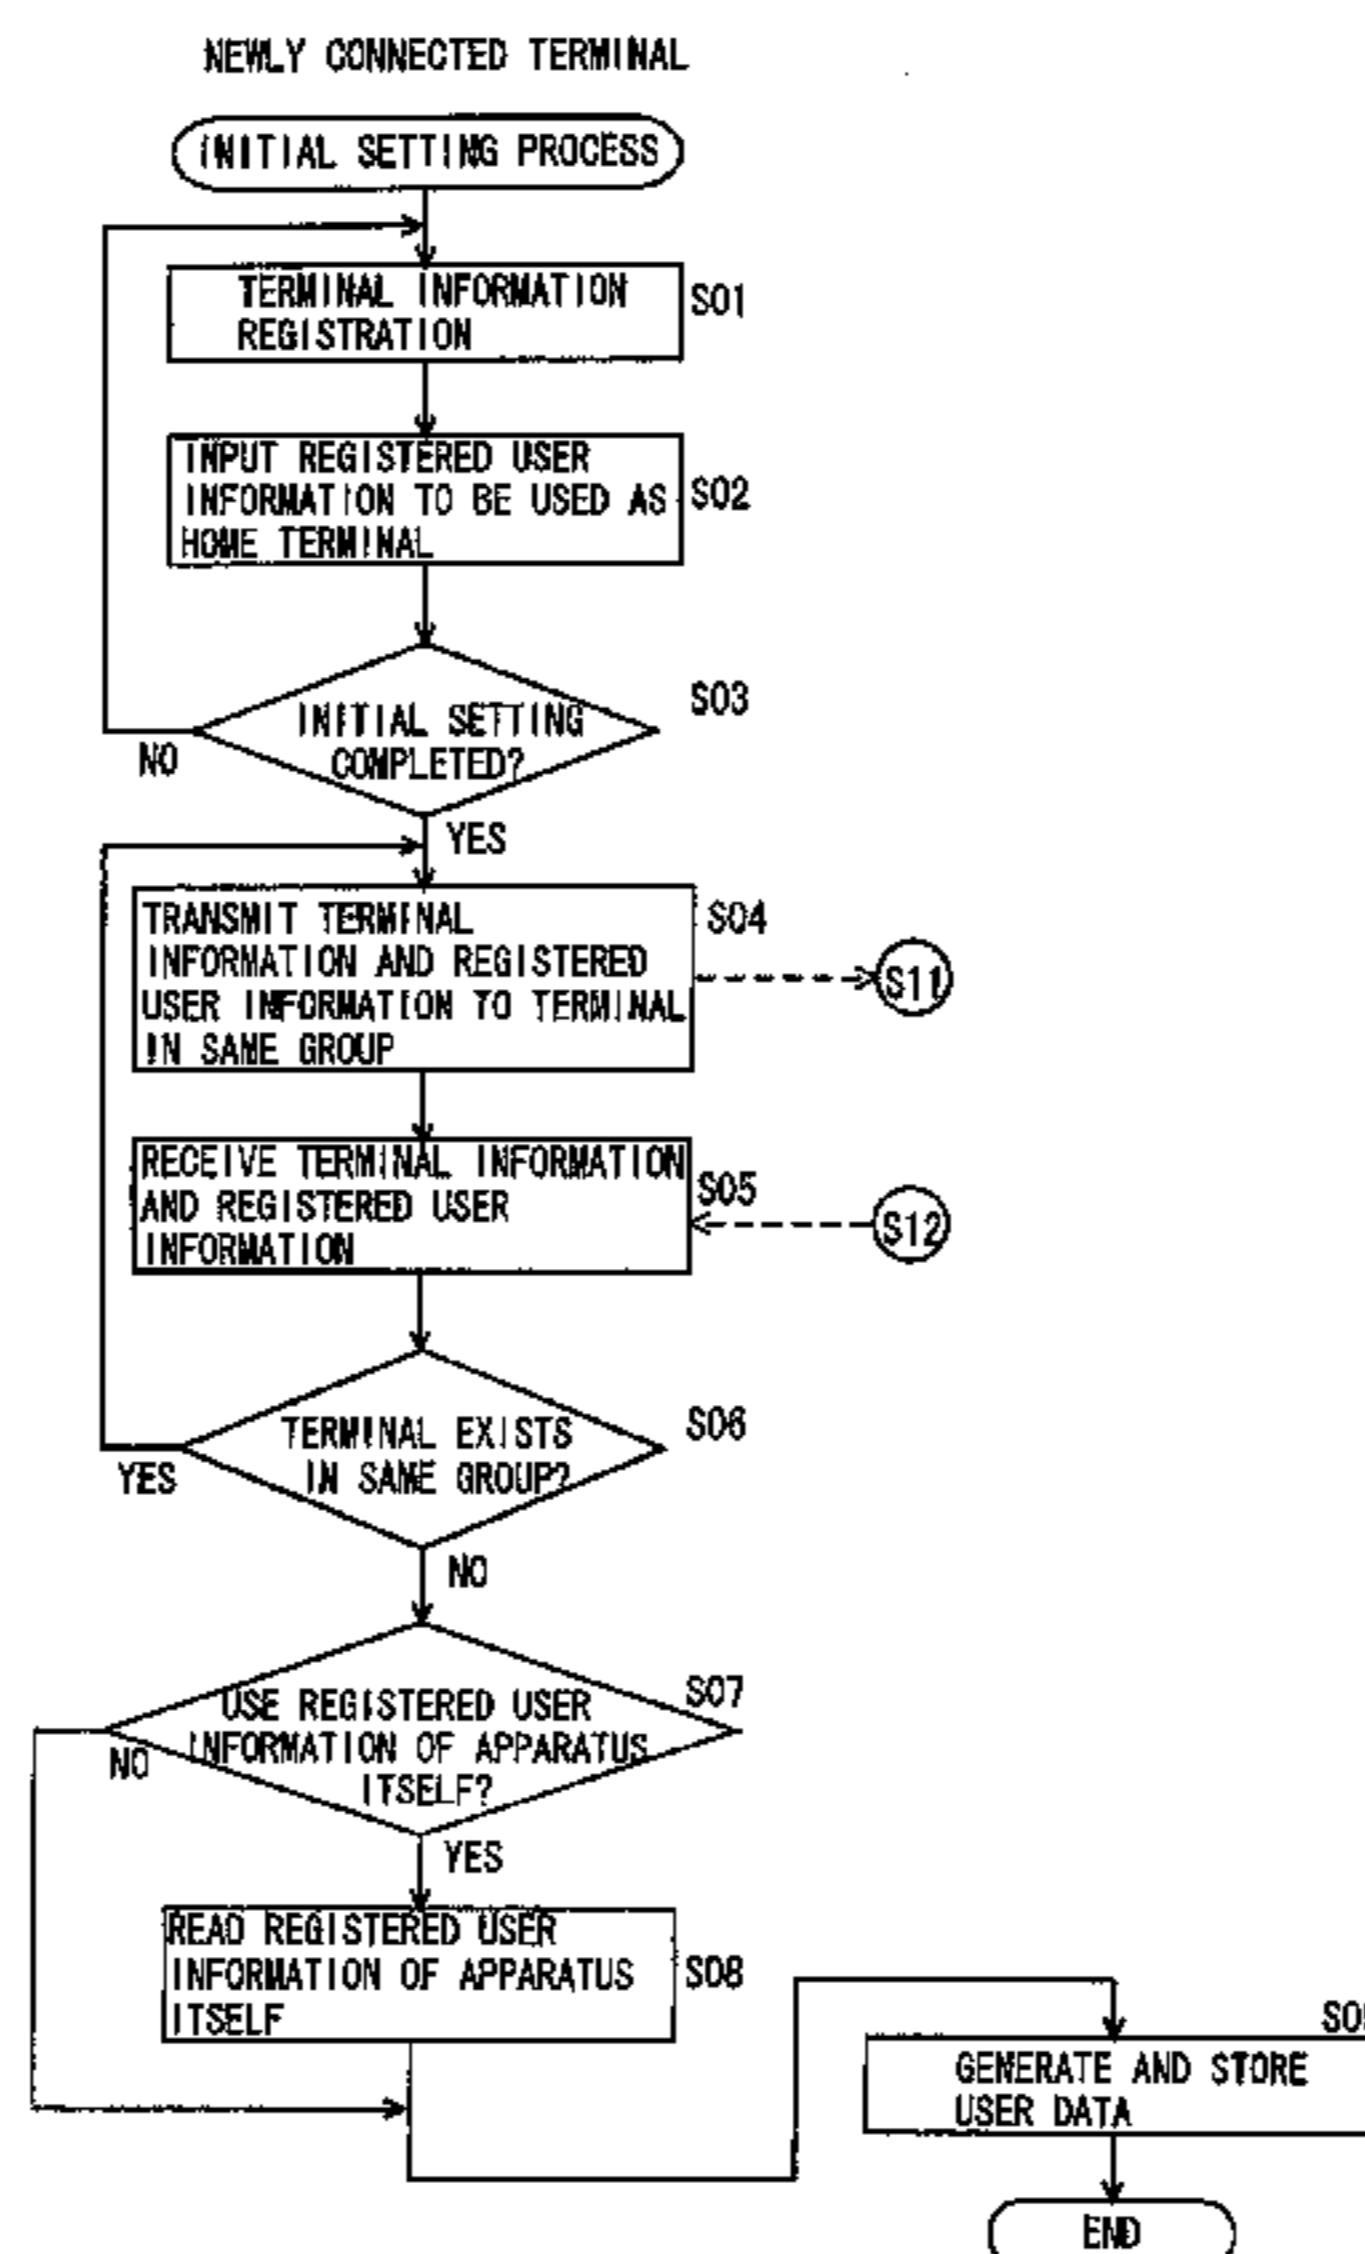 NEWLY CONNECTED TERMINAL
INITIAL SETTING PROCESS
TERMINAL INFORMATION
REGISTRATION
S01
INPUT REGISTERED USER
INFORMATION TO BE USED AS
HOME TERMINAL
S02
INITIAL SETTING
COMPLETED?
S03
NO
YES
TRANSMIT TERMINAL
INFORMATION AND REGISTERED
USER INFORMATION TO TERMINAL
IN SAME GROUP
S04
S11
RECEIVE TERMINAL INFORMATION
AND REGISTERED USER
INFORMATION
S05
S12
TERMINAL EXISTS
IN SAME GROUP?
S06
YES
NO
USE REGISTERED USER
INFORMATION OF APPARATUS
ITSELF?
S07
NO
YES
READ REGISTERED USER
INFORMATION OF APPARATUS
ITSELF
S08
GENERATE AND STORE
USER DATA
END